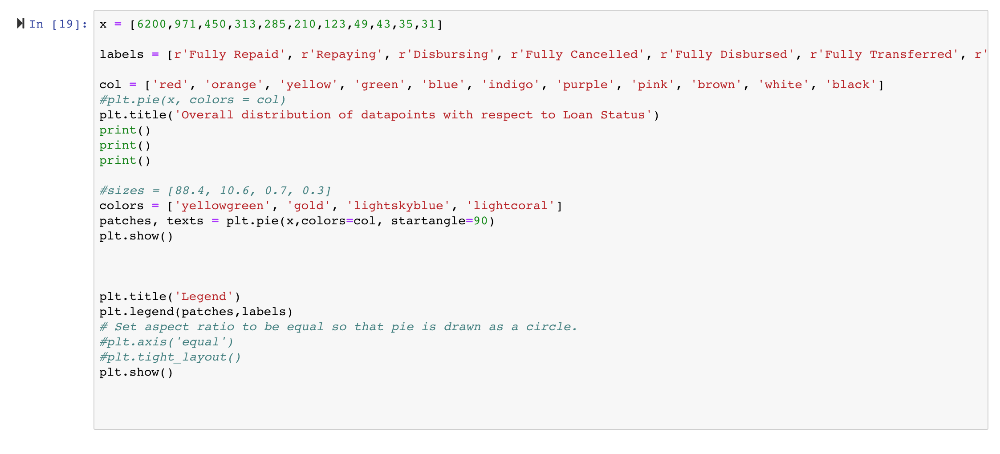 In [19]: x = [6200,971,450,313,285,210,123,49,43,35,31]
labels = [r'Fully Repaid', r'Repaying', r'Disbursing', r'Fully Cancelled', r'Fully Disbursed', r'Fully Transferred', r'
col = ['red', 'orange', 'yellow', 'green', 'blue', 'indigo', 'purple', 'pink', 'brown', 'white', 'black']
#plt.pie(x, colors = col)
plt.title('Overall distribution of datapoints with respect to Loan Status')
print()
print()
print()
#sizes = [88.4, 10.6, 0.7, 0.3]
colors = ['yellowgreen', 'gold', 'lightskyblue', 'lightcoral']
patches, texts = plt.pie(x,colors=col, startangle=90)
plt.show()
plt.title('Legend')
plt.legend(patches,labels)
# Set aspect ratio to be equal so that pie is drawn as a circle.
#plt.axis('equal')
#plt.tight_layout()
plt.show()